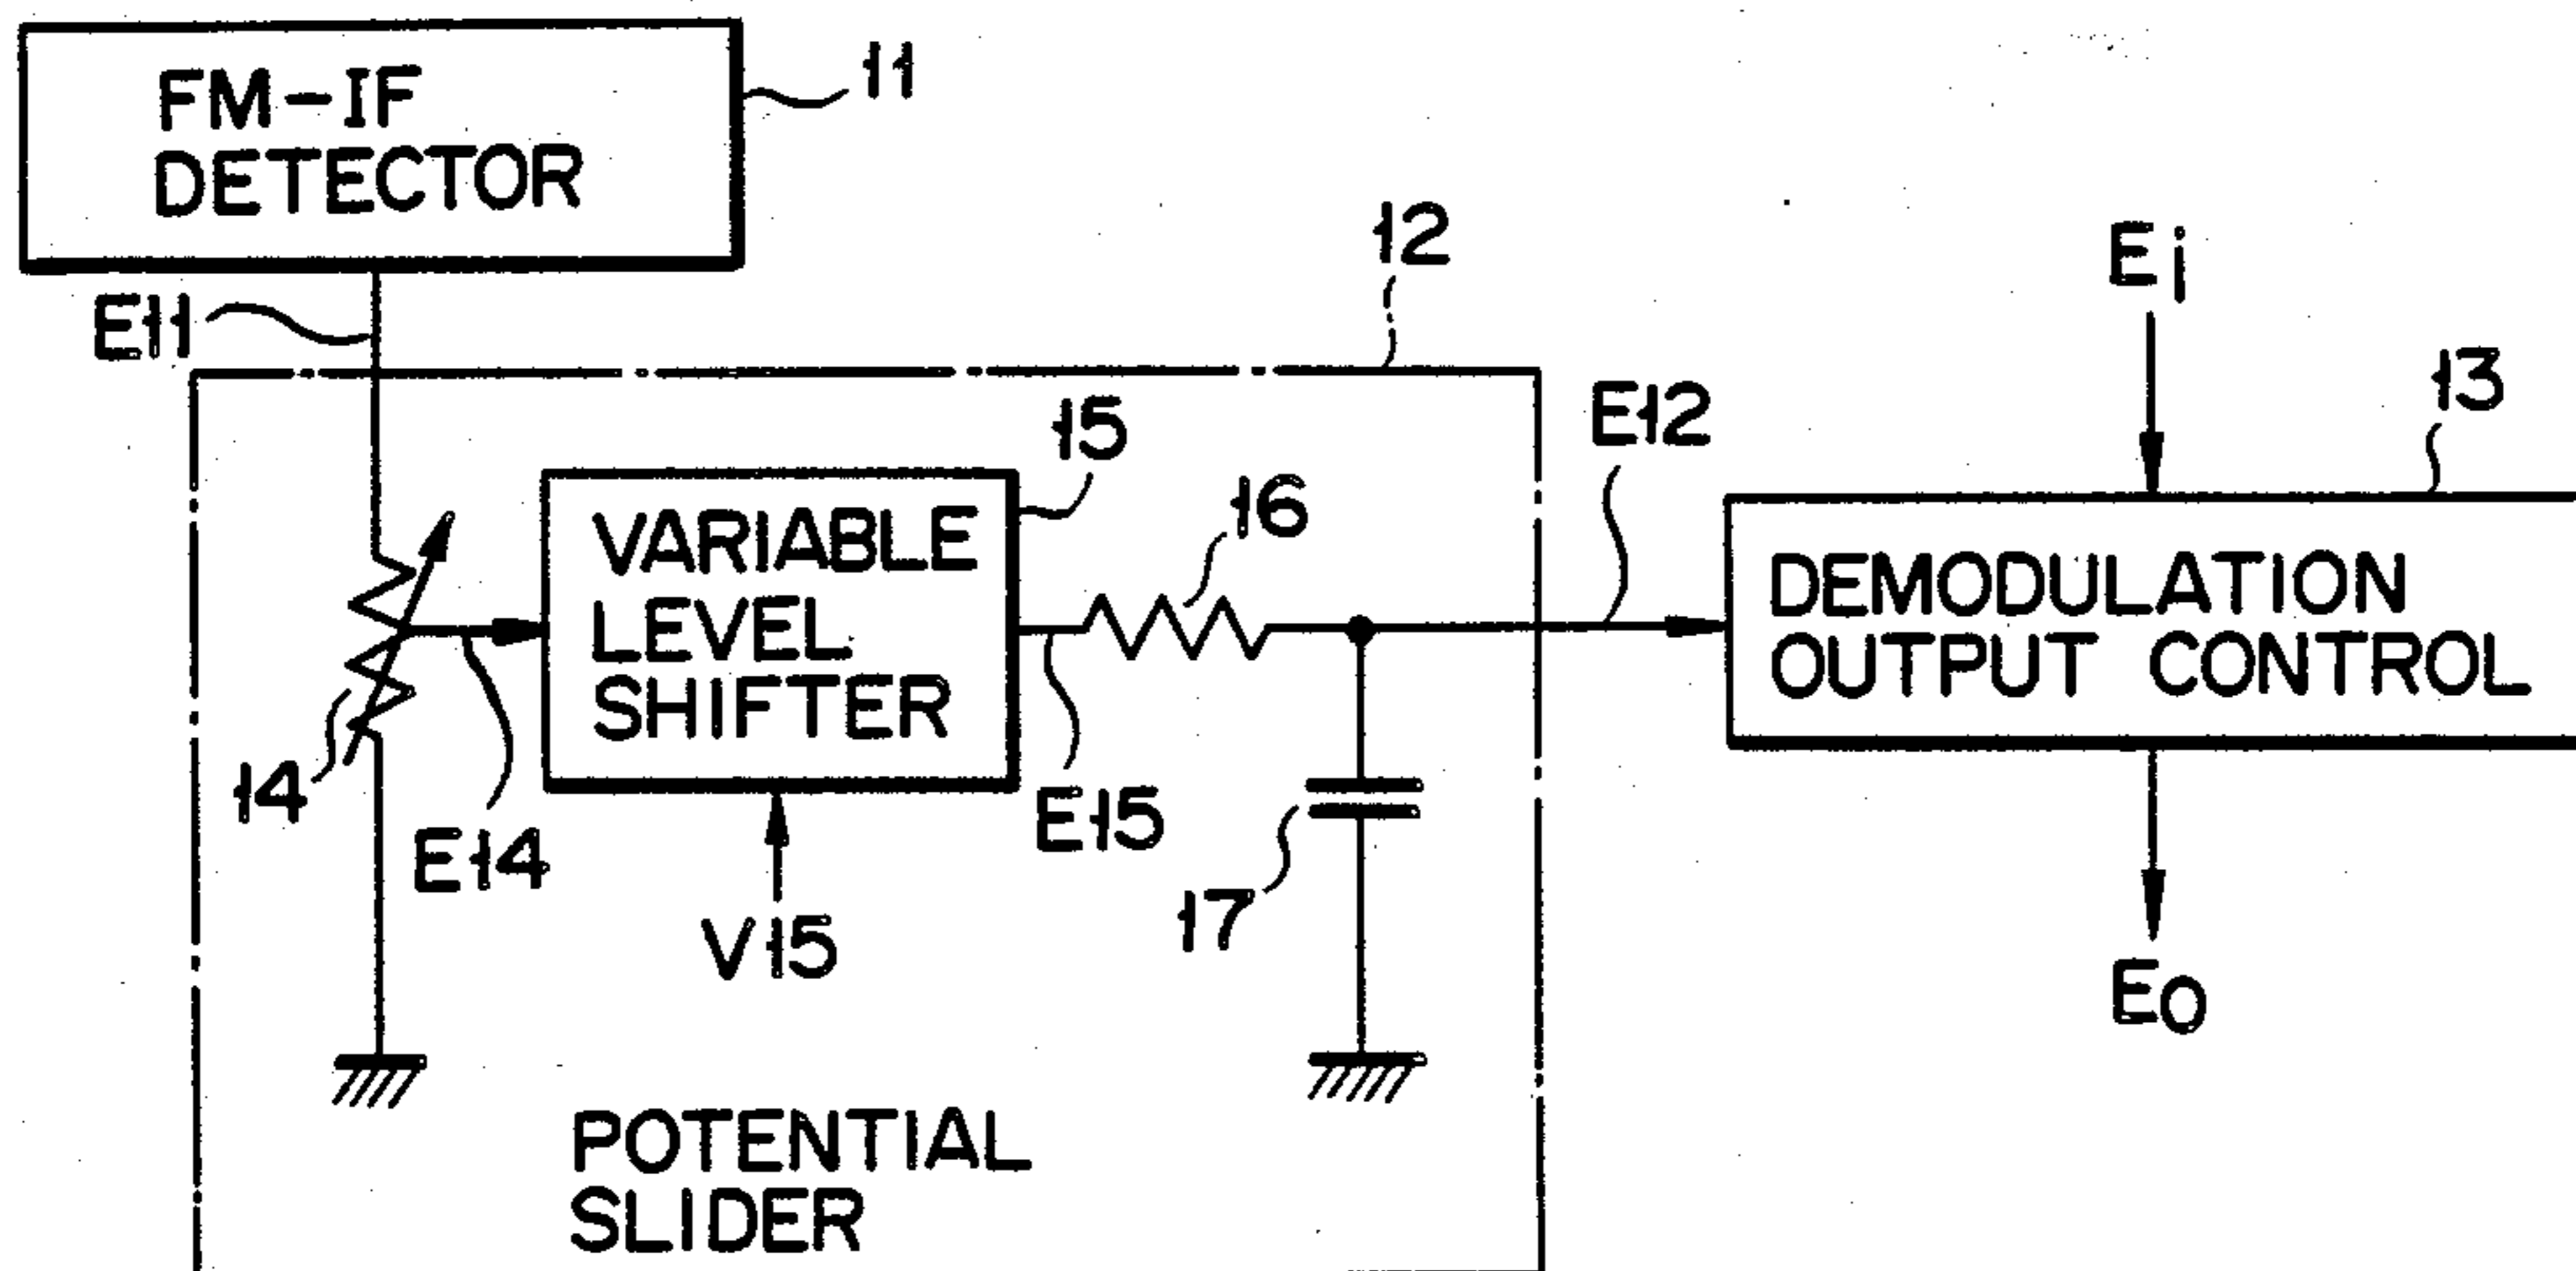 FM-IF
DETECTOR
11
E11
12
Ei
13
E12
15
VARIABLE
LEVEL
SHIFTER
16
DEMODULATION
OUTPUT CONTROL
14
E14
E15
17
V15
EO
POTENTIAL
SLIDER